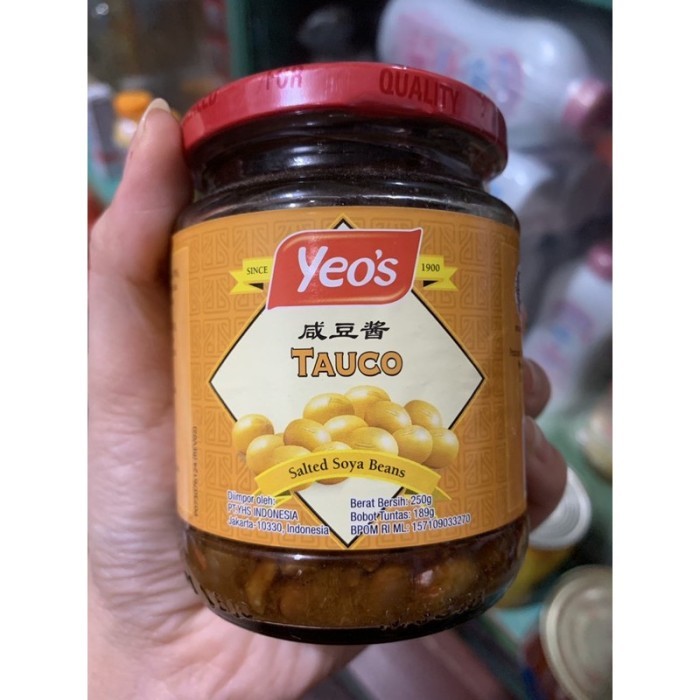 FOR QUALITY
SINCE Yeo's 1900
咸豆酱
TAUCO
Salted Soya Beans
Diimpor oleh:
PT YHS INDONESIA
Jakarta-10330, Indonesia
Berat Bersih: 250g
Bobot Tuntas: 189g
BPOM RI ML 157109033270